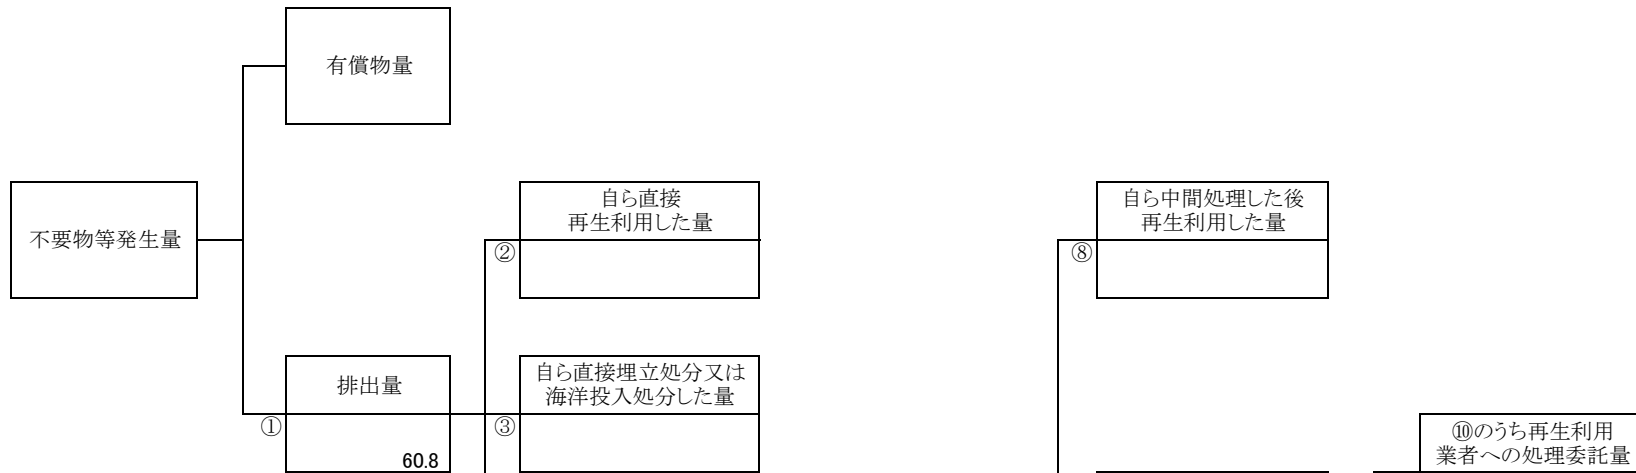 有償物量
不要物等発生量
自ら直接
再生利用した量
②
自ら中間処理した後
再生利用した量
⑧
排出量
①
60.8
自ら直接埋立処分又は
海洋投入処分した量
③
⑩のうち再生利用
業者への処理委託量